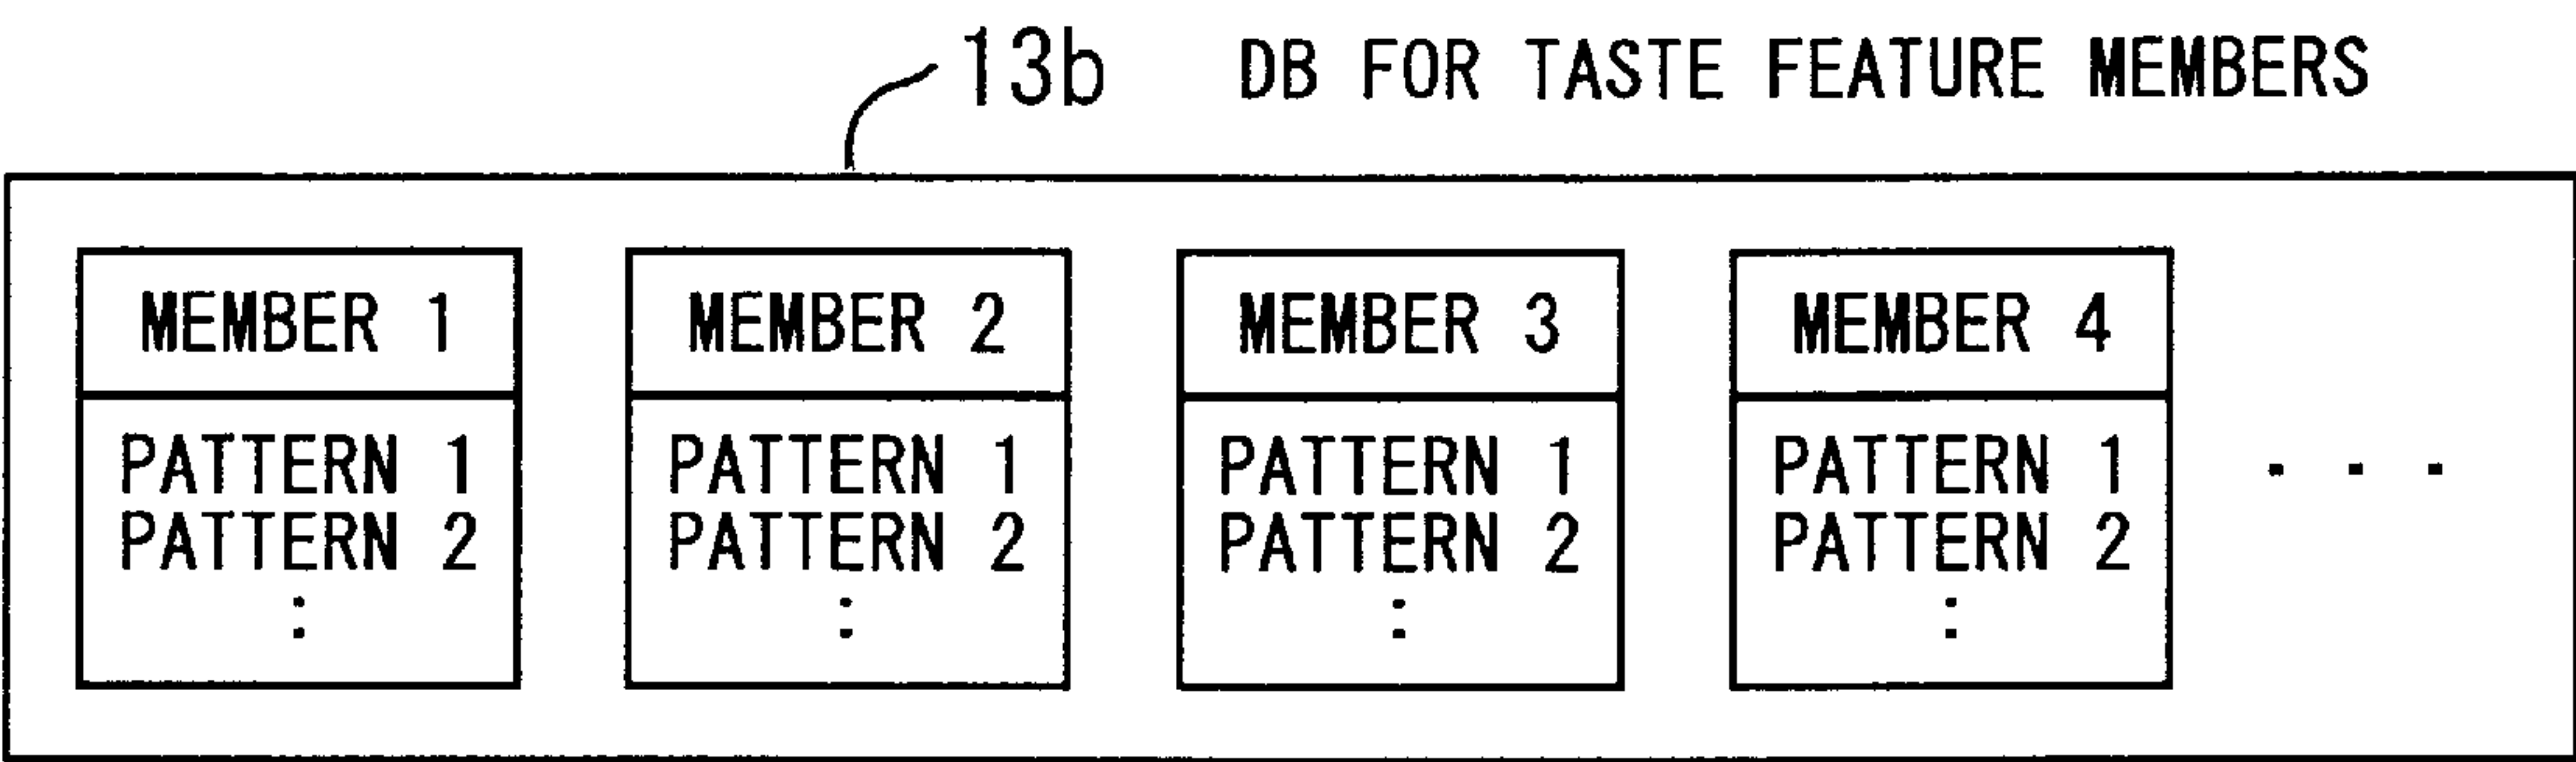 13b DB FOR TASTE FEATURE MEMBERS
MEMBER 1
PATTERN 1
PATTERN 2
:
MEMBER 2
PATTERN 1
PATTERN 2
:
MEMBER 3
PATTERN 1
PATTERN 2
:
MEMBER 4
PATTERN 1
PATTERN 2
:
. . .